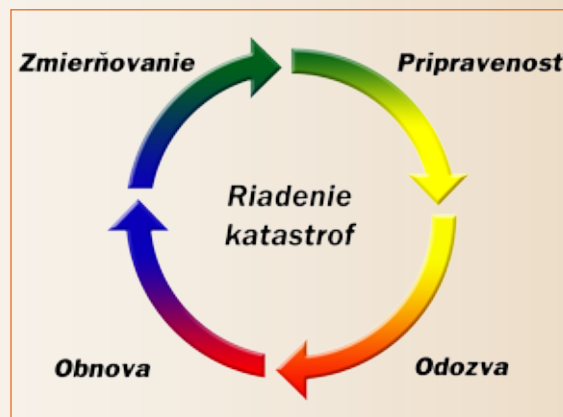 Zmierňovanie
Pripravenosť
Riadenie
katastrof
Obnova
Odozva